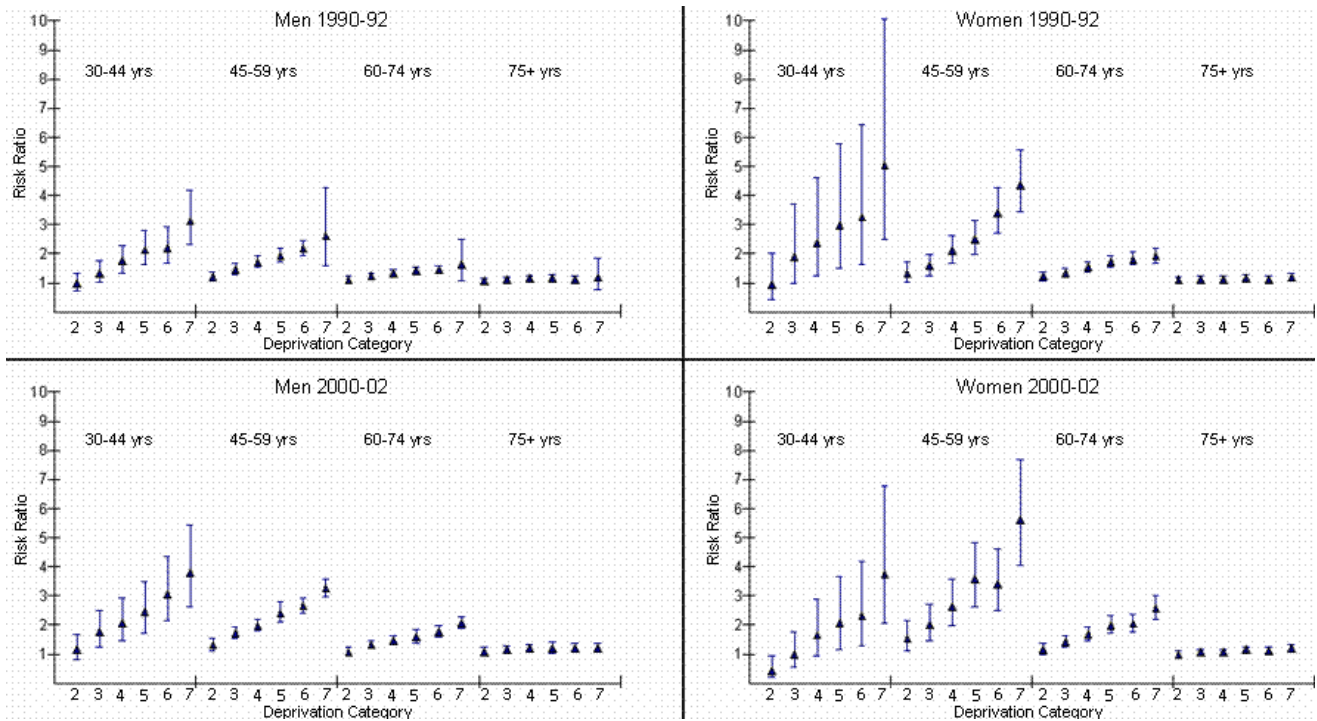 Men 1990-92
10
9
8
7
6
5
4
3
2
1
Risk Ratio
30-44 yrs 45-59 yrs 60-74 yrs 75+ yrs
2 3 4 5 6 7 2 3 4 5 6 7 2 3 4 5 6 7 2 3 4 5 6 7
Deprivation Category
Women 1990-92
10
9
8
7
6
5
4
3
2
1
Risk Ratio
30-44 yrs 45-59 yrs 60-74 yrs 75+ yrs
2 3 4 5 6 7 2 3 4 5 6 7 2 3 4 5 6 7 2 3 4 5 6 7
Deprivation Category
Men 2000-02
10
9
8
7
6
5
4
3
2
1
Risk Ratio
30-44 yrs 45-59 yrs 60-74 yrs 75+ yrs
2 3 4 5 6 7 2 3 4 5 6 7 2 3 4 5 6 7 2 3 4 5 6 7
Deprivation Category
Women 2000-02
10
9
8
7
6
5
4
3
2
1
Risk Ratio
30-44 yrs 45-59 yrs 60-74 yrs 75+ yrs
2 3 4 5 6 7 2 3 4 5 6 7 2 3 4 5 6 7 2 3 4 5 6 7
Deprivation Category